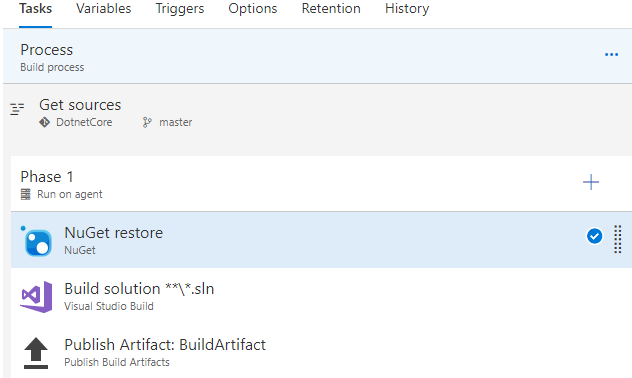 Tasks Variables Triggers Options Retention History
Process
Build process
Get sources
DotnetCore master
Phase 1
Run on agent
NuGet restore
NuGet
Build solution **\*.sln
Visual Studio Build
Publish Artifact: BuildArtifact
Publish Build Artifacts